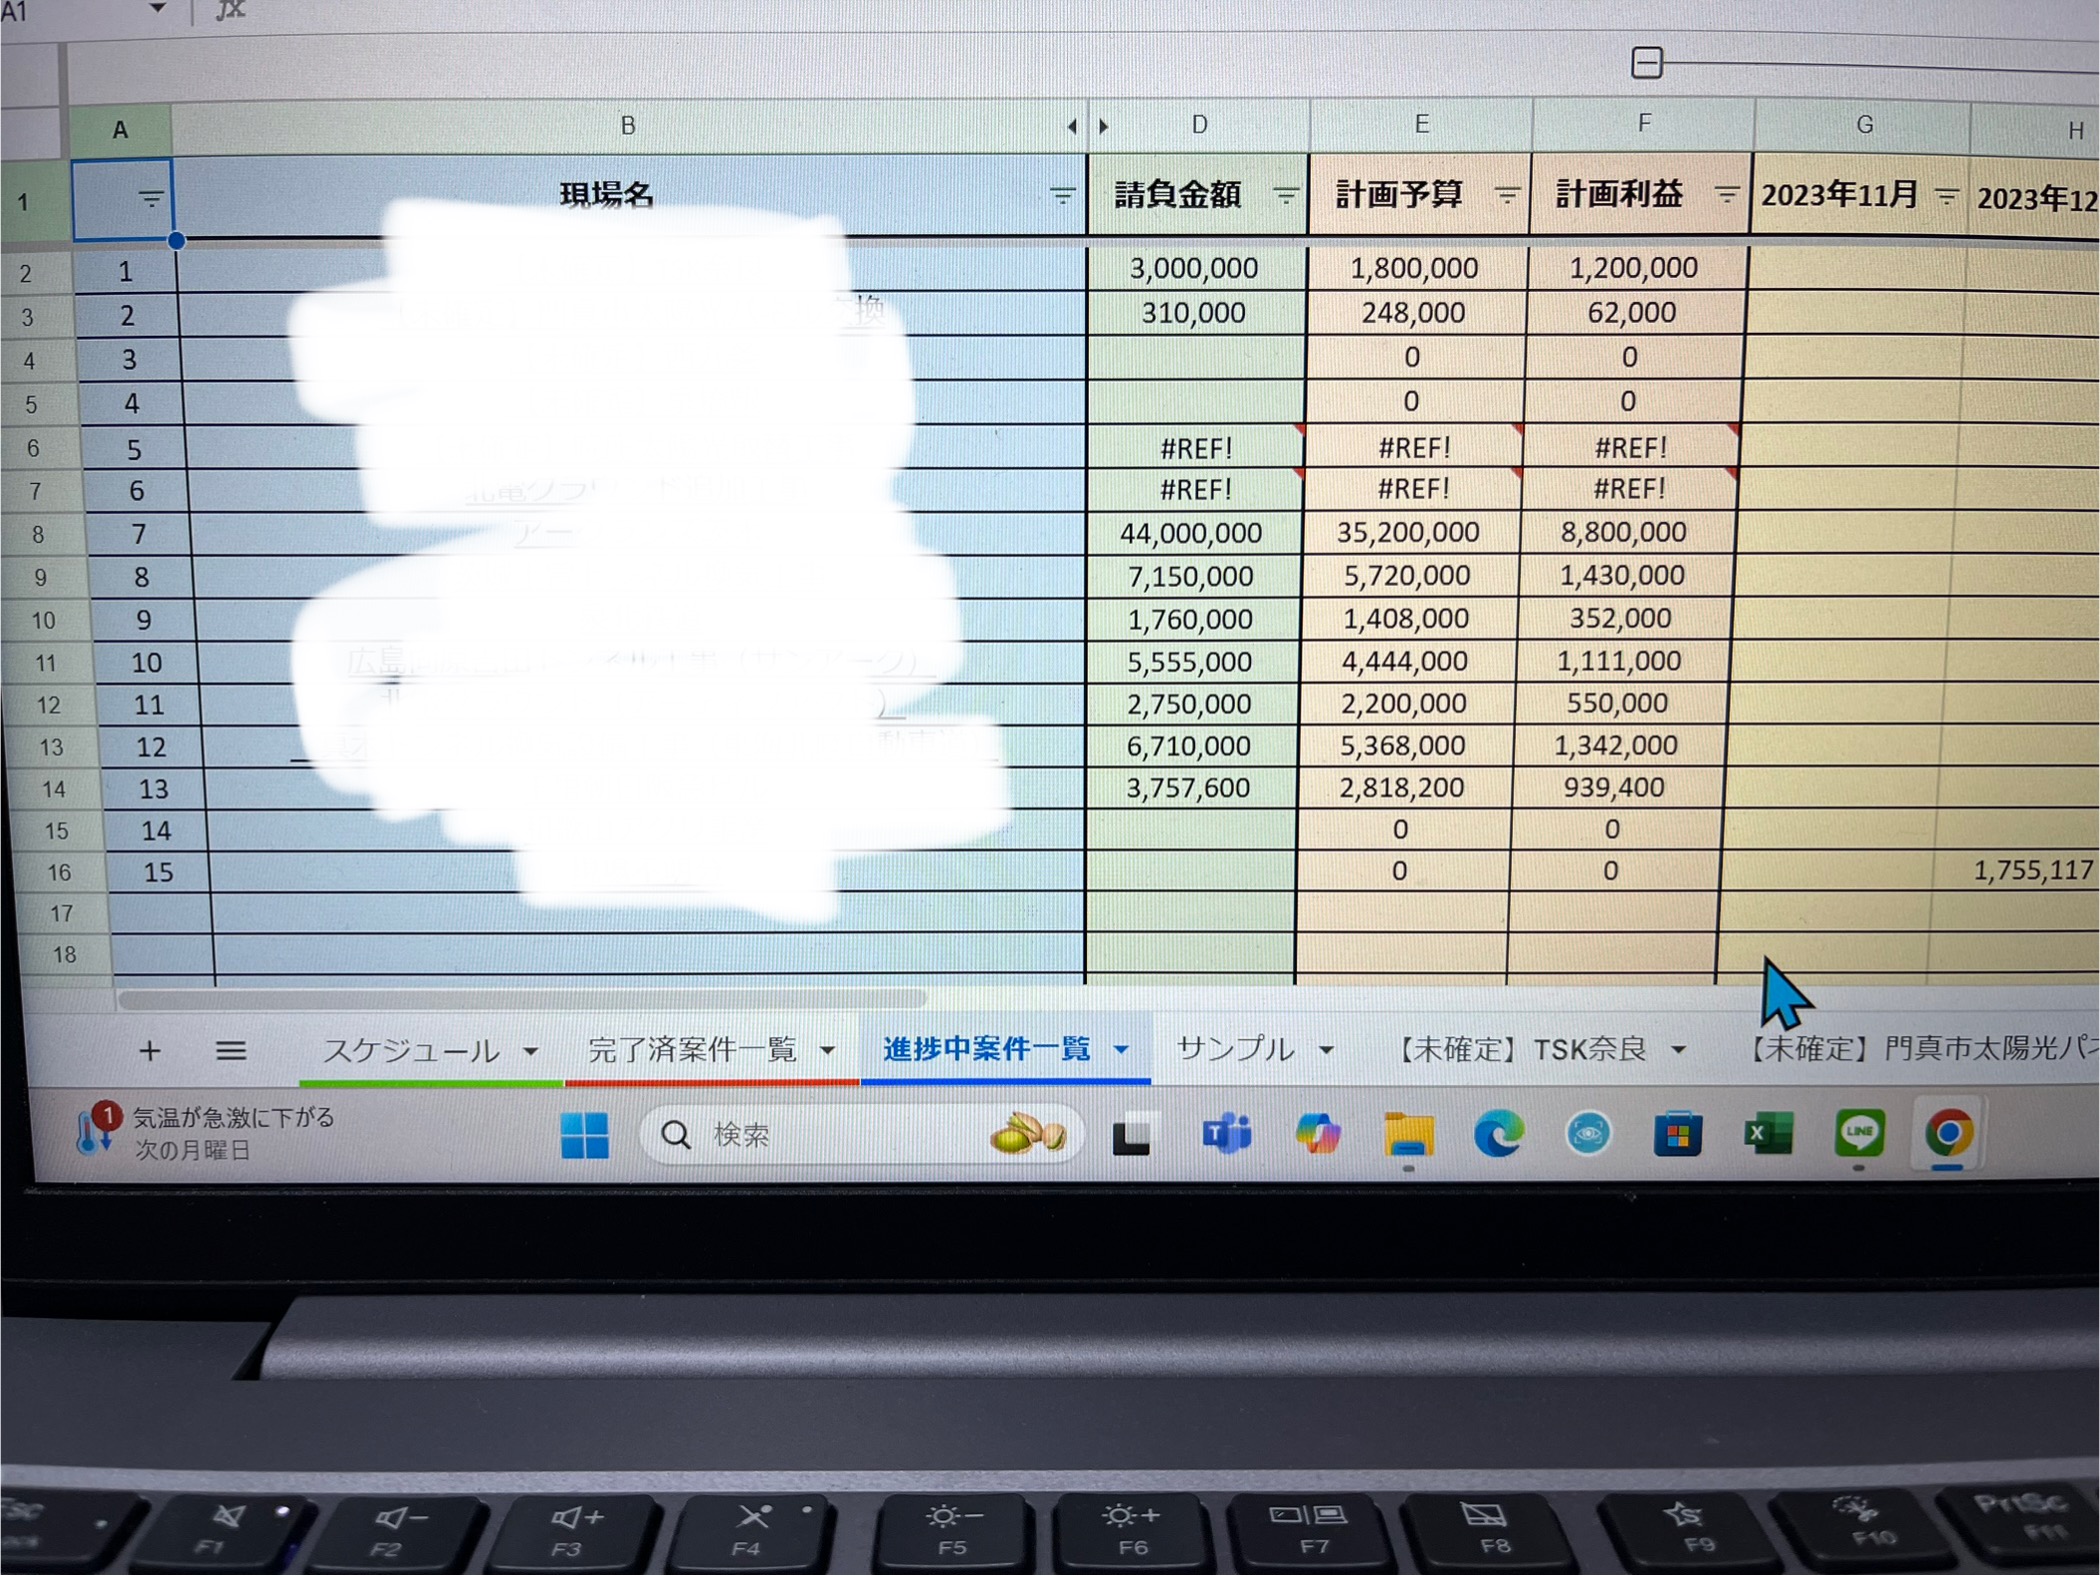 A1 fx
A B D E F G H
1 現場名 請負金額 計画予算 計画利益 2023年11月 2023年12
2 1 3,000,000 1,800,000 1,200,000
3 2 換 310,000 248,000 62,000
4 3 0 0
5 4 0 0
6 5 #REF! #REF! #REF!
7 6 #REF! #REF! #REF!
8 7 44,000,000 35,200,000 8,800,000
9 8 7,150,000 5,720,000 1,430,000
10 9 1,760,000 1,408,000 352,000
11 10 5,555,000 4,444,000 1,111,000
12 11 2,750,000 2,200,000 550,000
13 12 6,710,000 5,368,000 1,342,000
14 13 3,757,600 2,818,200 939,400
15 14 0 0
16 15 0 0 1,755,117
17
18
+ スケジュール 完了済案件一覧 進捗中案件一覧 サンプル 【未確定】TSK奈良 【未確定】門真市太陽光パネ
1 気温が急激に下がる
次の月曜日
検索
LINE
Esc F1 F2 F3 F4 F5 F6 F7 F8 F9 F10 PrtSc F11